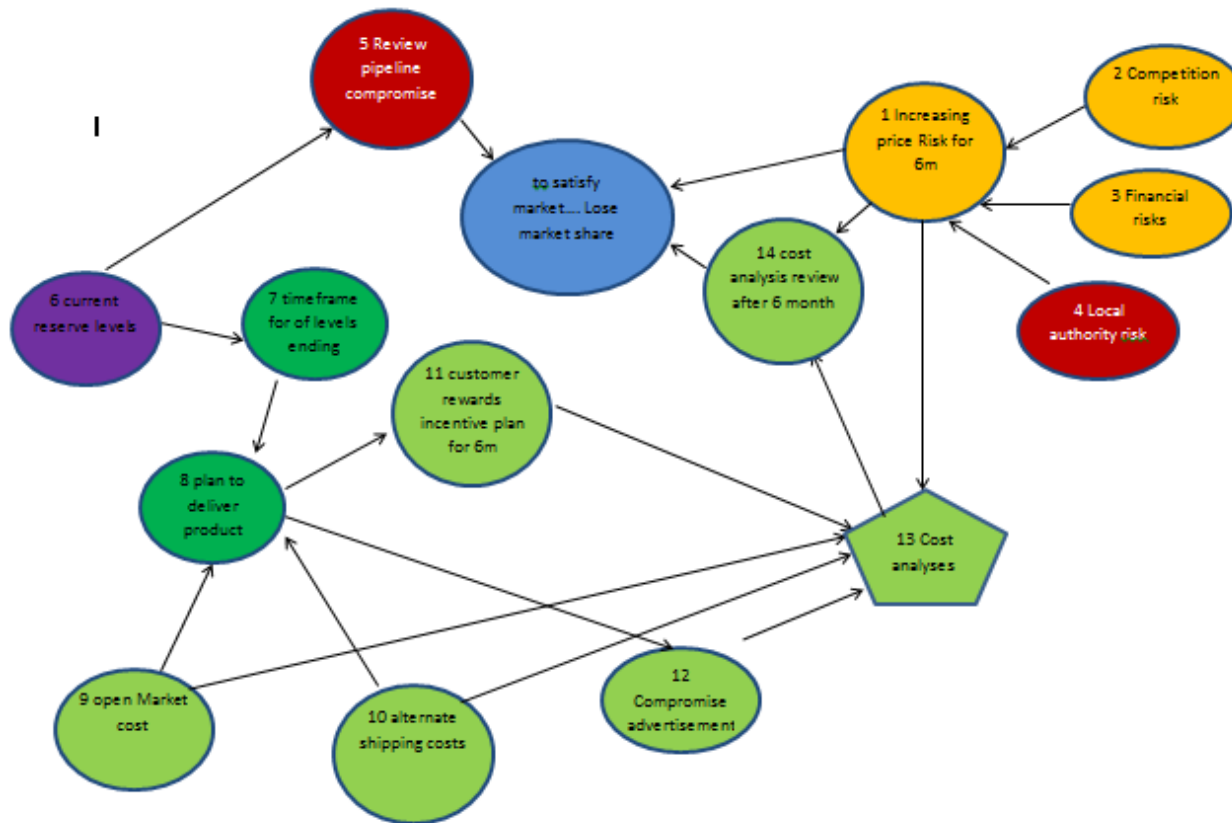 5 Review
pipeline
compromise
2 Competition
risk
I
1 Increasing
price Risk for
6m
to satisfy
market.... Lose
market share
3 Financial
risks
14 cost
analysis review
after 6 month
6 current
reserve levels
7 timeframe
for of levels
ending
4 Local
authority risk
11 customer
rewards
incentive plan
for 6m
8 plan to
deliver
product
13 Cost
analyses
9 open Market
cost
10 alternate
shipping costs
12
Compromise
advertisement